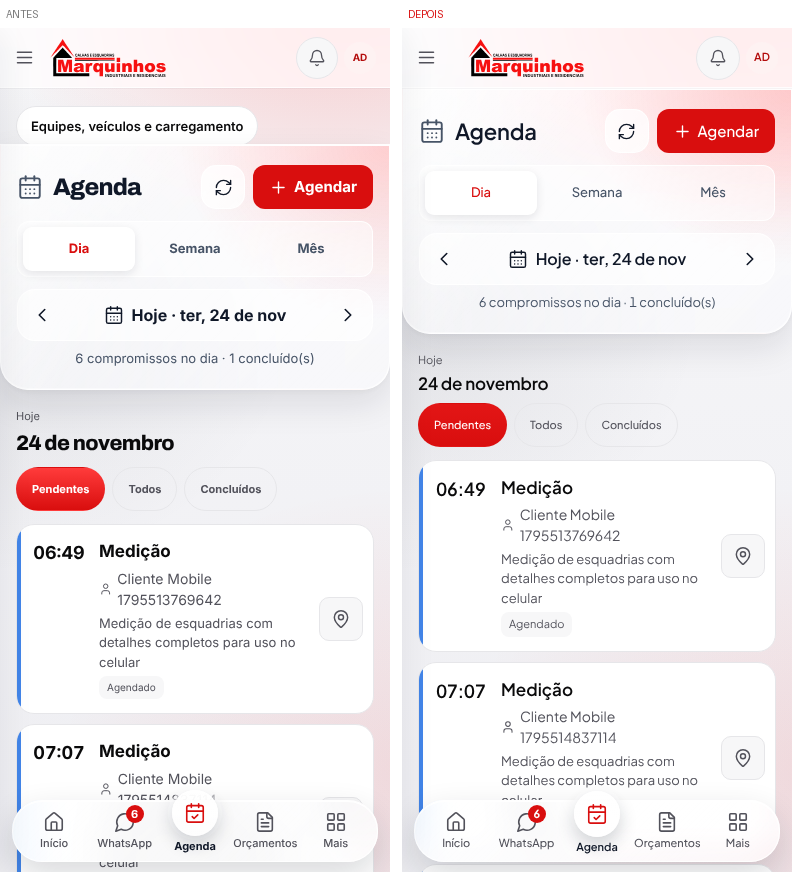 ANTES
CALHAS E ESQUADRIAS
Marquinhos
INDUSTRIAIS E RESIDENCIAIS
AD
Equipes, veículos e carregamento
Agenda
Agendar
Dia
Semana
Mês
Hoje · ter, 24 de nov
6 compromissos no dia · 1 concluído(s)
Hoje
24 de novembro
Pendentes
Todos
Concluídos
06:49
Medição
Cliente Mobile
1795513769642
Medição de esquadrias com
detalhes completos para uso no
celular
Agendado
07:07
Medição
Cliente Mobile
celular
Início
WhatsApp
6
Agenda
Orçamentos
Mais
DEPOIS
CALHAS E ESQUADRIAS
Marquinhos
INDUSTRIAIS E RESIDENCIAIS
AD
Agenda
Agendar
Dia
Semana
Mês
Hoje · ter, 24 de nov
6 compromissos no dia · 1 concluído(s)
Hoje
24 de novembro
Pendentes
Todos
Concluídos
06:49
Medição
Cliente Mobile
1795513769642
Medição de esquadrias com
detalhes completos para uso no
celular
Agendado
07:07
Medição
Cliente Mobile
1795514837114
Medição de esquadrias com
detalhes completos para uso no
celular
Início
WhatsApp
6
Agenda
Orçamentos
Mais